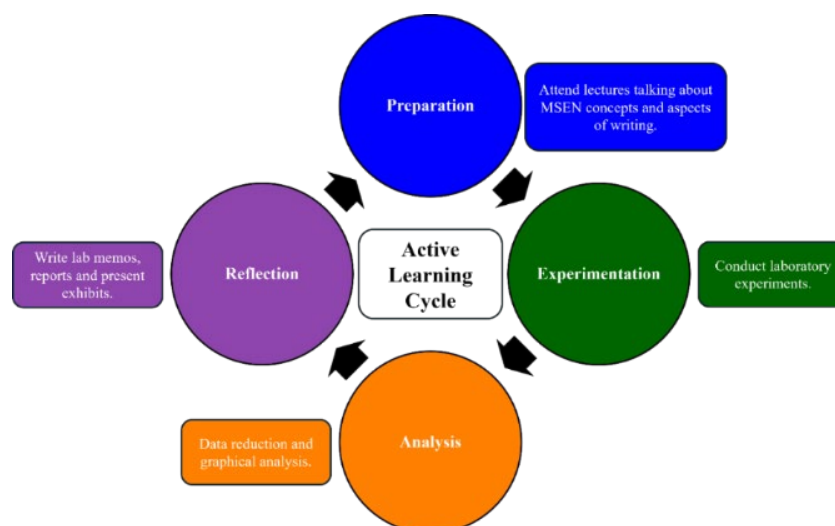 Preparation
Attend lectures talking about
MSEN concepts and aspects
of writing.
Write lab memos,
reports and present
exhibits.
Reflection
Active
Learning
Cycle
Experimentation
Conduct laboratory
experiments.
Data reduction and
graphical analysis.
Analysis